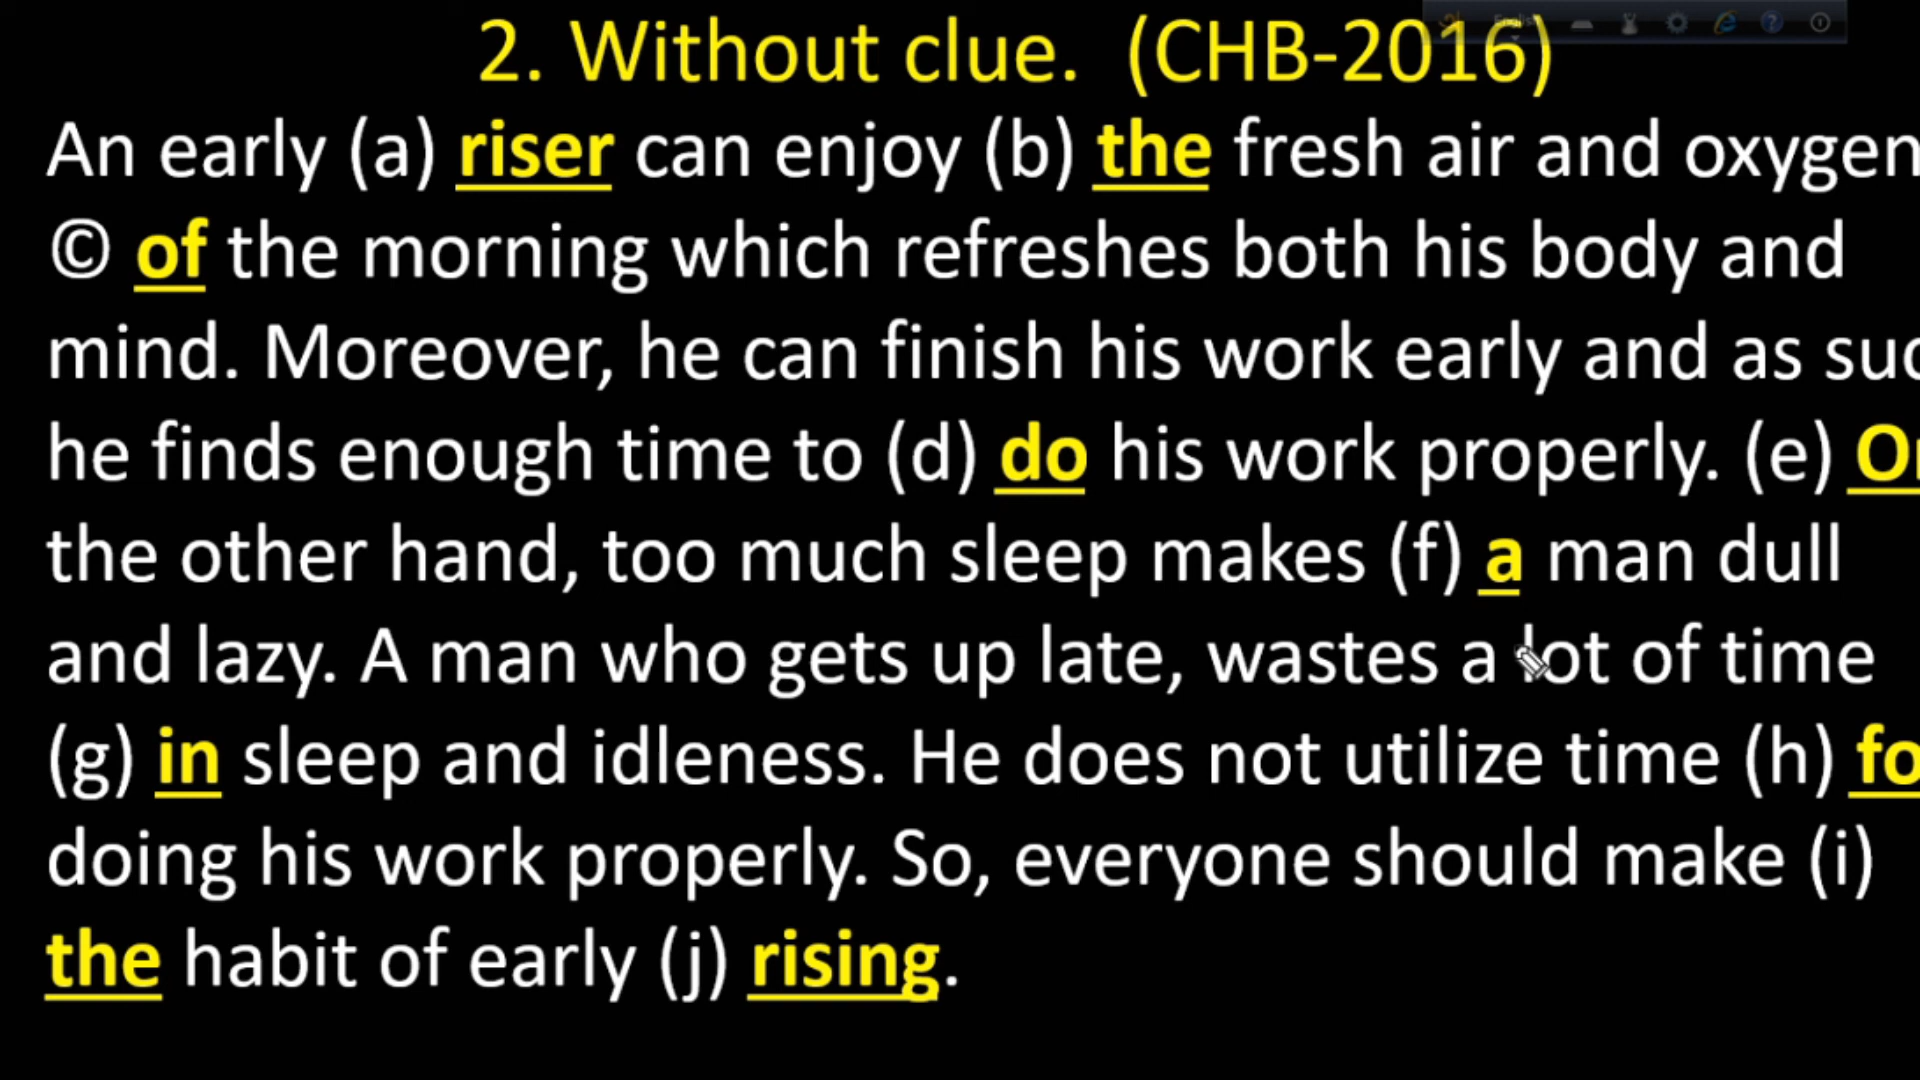 2. Without clue. (CHB-2016)
An early (a) riser can enjoy (b) the fresh air and oxygen
© of the morning which refreshes both his body and
mind. Moreover, he can finish his work early and as
he finds enough time to (d) do his work properly. (e)
the other hand, too much sleep makes (f) a man dull
and lazy. A man who gets up late, wastes a lot of time
(g) in sleep and idleness. He does not utilize time (h)
doing his work properly. So, everyone should make (i)
the habit of early (j) rising.